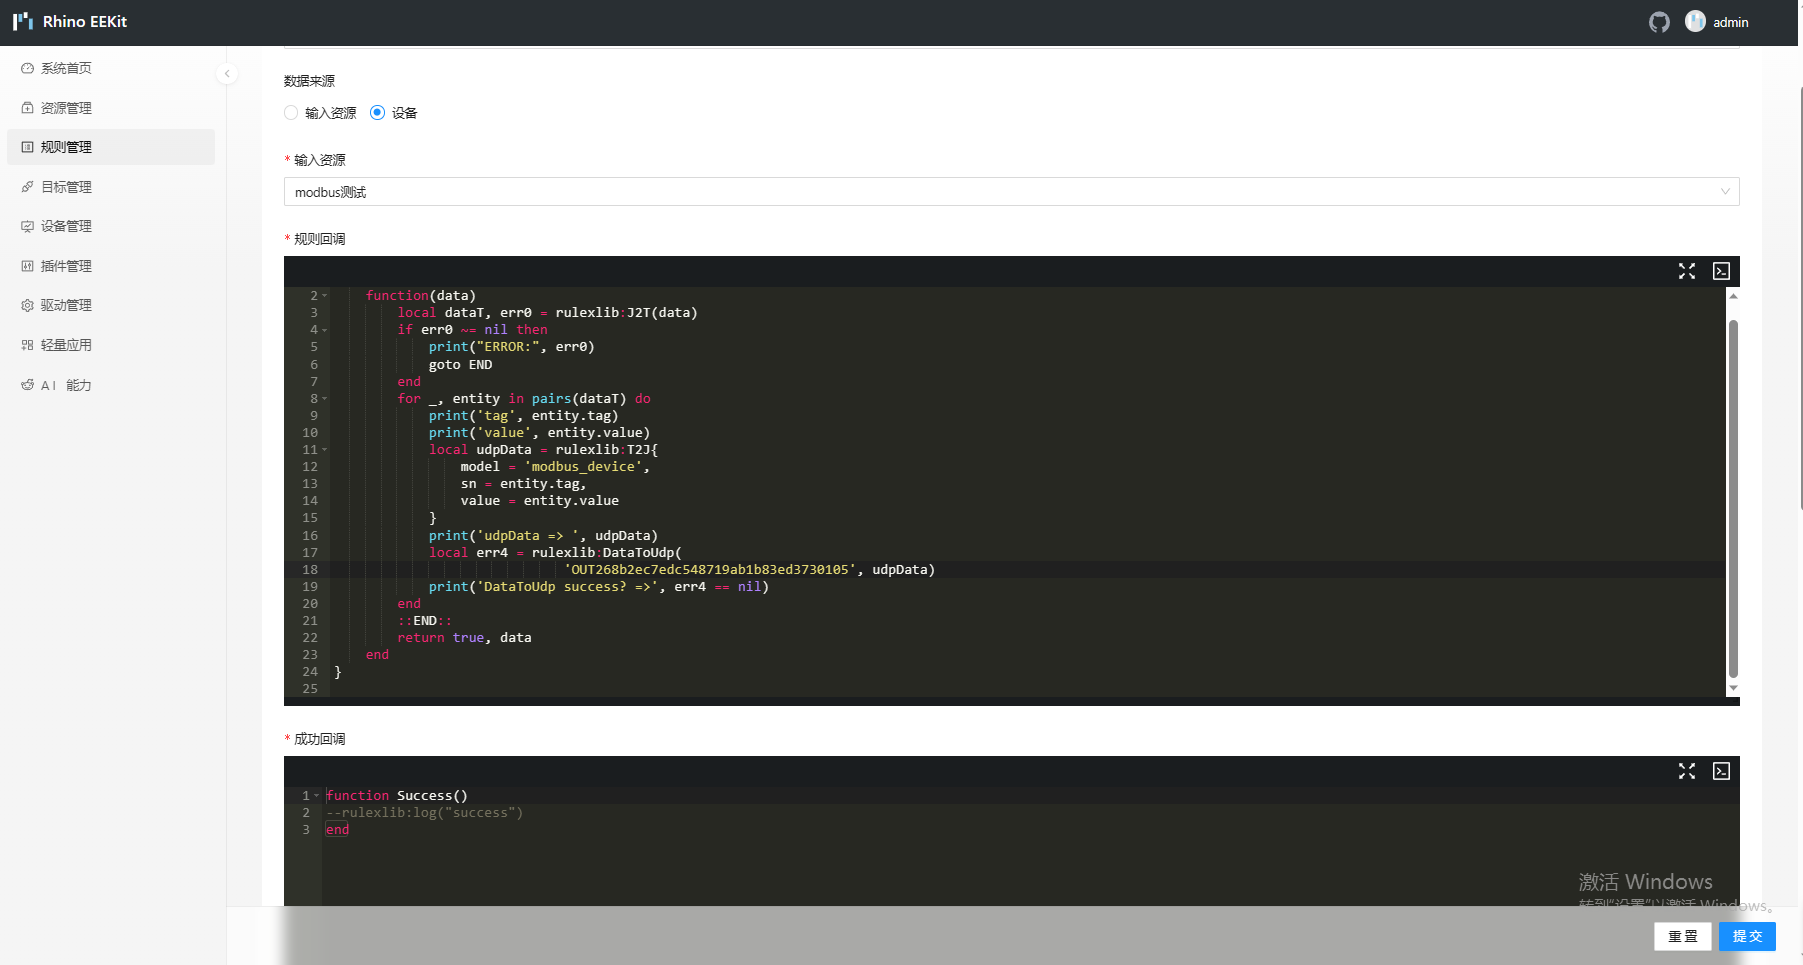 Rhino EEKit
admin
系统首页
资源管理
规则管理
目标管理
设备管理
插件管理
驱动管理
轻量应用
AI 能力
数据来源
输入资源 设备
* 输入资源
modbus测试
* 规则回调
2 function(data)
3 local dataT, err0 = rulexlib:J2T(data)
4 if err0 ~= nil then
5 print("ERROR:", err0)
6 goto END
7 end
8 for _, entity in pairs(dataT) do
9 print('tag', entity.tag)
10 print('value', entity.value)
11 local udpData = rulexlib:T2J{
12 model = 'modbus_device',
13 sn = entity.tag,
14 value = entity.value
15 }
16 print('udpData => ', udpData)
17 local err4 = rulexlib:DataToUdp(
18 'OUT268b2ec7edc548719ab1b83ed3730105', udpData)
19 print('DataToUdp success? =>', err4 == nil)
20 end
21 ::END::
22 return true, data
23 end
24 }
25
* 成功回调
1 function Success()
2 --rulexlib:log("success")
3 end
激活 Windows
转到"设置"以激活 Windows。
重 置 提 交